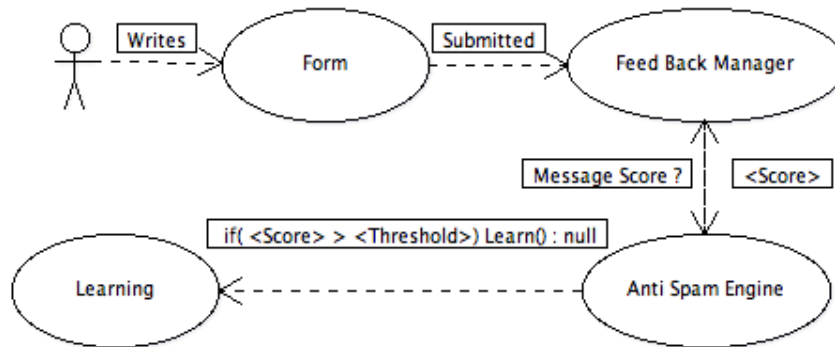 Writes
Submitted
Form
Feed Back Manager
Message Score ?
<Score>
if( <Score> > <Threshold>) Learn() : null
Learning
Anti Spam Engine